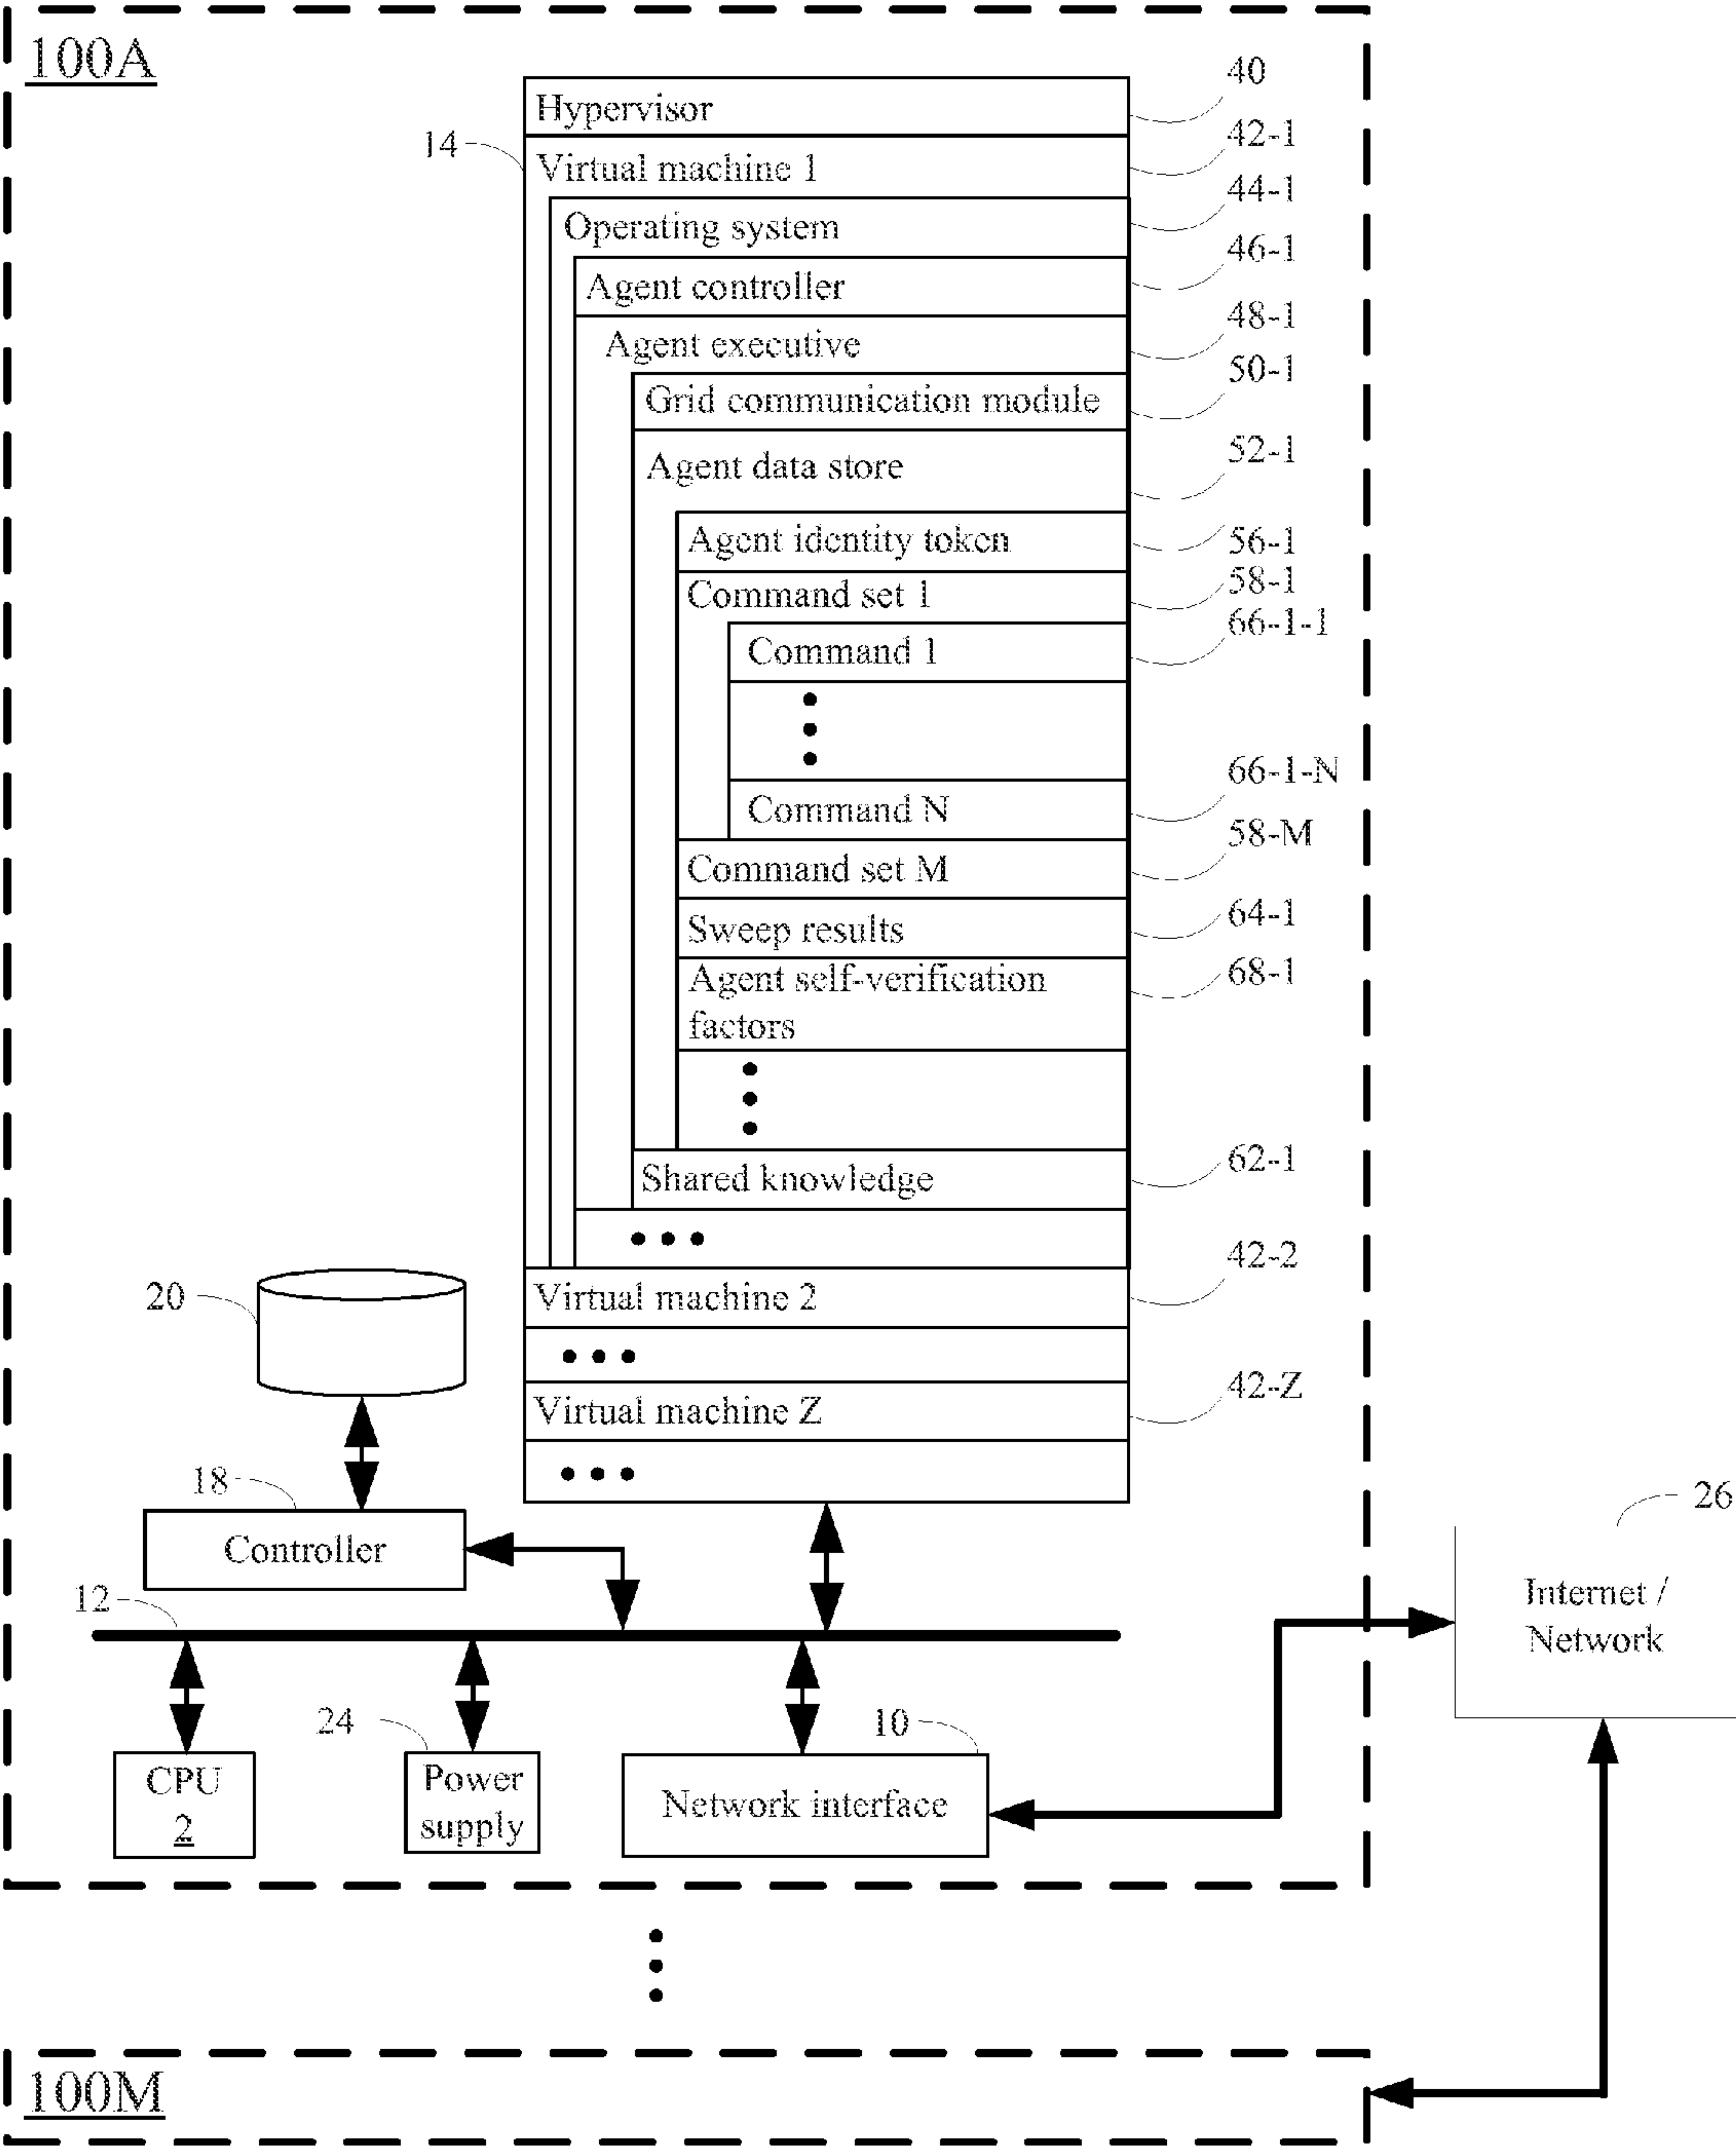 100A
Hypervisor
40
14
Virtual machine 1
42-1
Operating system
44-1
Agent controller
46-1
Agent executive
48-1
Grid communication module
50-1
Agent data store
52-1
Agent identity token
56-1
Command set 1
58-1
Command 1
66-1-1
Command N
66-1-N
Command set M
58-M
Sweep results
64-1
Agent self-verification
factors
68-1
Shared knowledge
62-1
Virtual machine 2
42-2
20
Virtual machine Z
42-Z
18
Controller
26
Internet /
Network
12
24
10
CPU
2
Power
supply
Network interface
100M